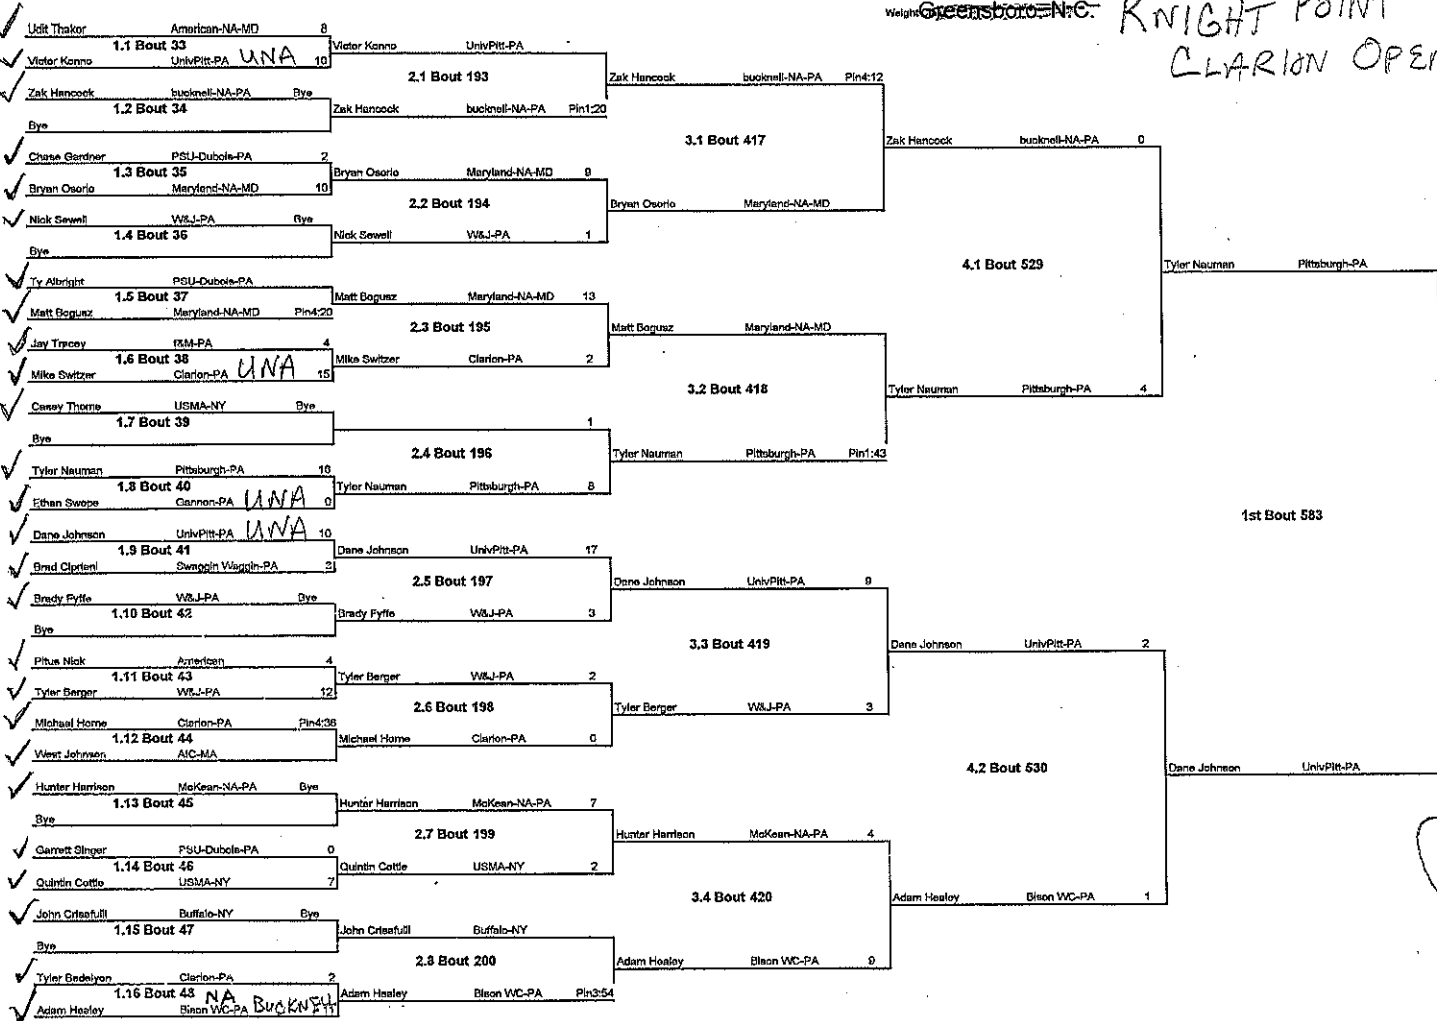 Weight Greensboro, N.C. KNIGHT POINT
CLARION OPEN
Udit Thakor American-NA-MD 8
1.1 Bout 33
Victor Konno UnivPitt-PA UNA 10
Zak Hancock bucknell-NA-PA Bye
1.2 Bout 34
Bye
Chase Gardner PSU-Dubois-PA 2
1.3 Bout 35
Bryan Osorio Maryland-NA-MD 10
Nick Sewell W&J-PA Bye
1.4 Bout 36
Bye
Ty Albright PSU-Dubois-PA
1.5 Bout 37
Matt Bogusz Maryland-NA-MD Pin4:20
Jay Tracey 4
1.6 Bout 38
Mike Switzer Clarion-PA UNA 15
Casey Thome USMA-NY Bye
1.7 Bout 39
Bye
Tyler Nauman Pittsburgh-PA 16
1.8 Bout 40
Ethan Swope Gannon-PA UNA 0
Dane Johnson UnivPitt-PA UNA 10
1.9 Bout 41
Brad Cipriani Swaggin Waggin-PA 2
Brady Fyffe W&J-PA Bye
1.10 Bout 42
Bye
Pitus Nick American 4
1.11 Bout 43
Tyler Berger W&J-PA 12
Michael Horne Clarion-PA Pin4:36
1.12 Bout 44
West Johnson AIC-MA
Hunter Harrison McKean-NA-PA Bye
1.13 Bout 45
Bye
Garrett Singer PSU-Dubois-PA 0
1.14 Bout 46
Quintin Cottle USMA-NY 7
John Crisafulli Buffalo-NY Bye
1.15 Bout 47
Bye
Tyler Bedelyon Clarion-PA 2
1.16 Bout 48 NA
Adam Healey Bison WC-PA BUCKNELL
Victor Konno UnivPitt-PA
2.1 Bout 193
Zak Hancock bucknell-NA-PA Pin1:20
Bryan Osorio Maryland-NA-MD 9
2.2 Bout 194
Nick Sewell W&J-PA 1
Matt Bogusz Maryland-NA-MD 13
2.3 Bout 195
Mike Switzer Clarion-PA 2
1
2.4 Bout 196
Tyler Nauman Pittsburgh-PA 8
Dane Johnson UnivPitt-PA 17
2.5 Bout 197
Brady Fyffe W&J-PA 3
Tyler Berger W&J-PA 2
2.6 Bout 198
Michael Horne Clarion-PA 0
Hunter Harrison McKean-NA-PA 7
2.7 Bout 199
Quintin Cottle USMA-NY 2
John Crisafulli Buffalo-NY
2.8 Bout 200
Adam Healey Bison WC-PA Pin3:54
Zak Hancock bucknell-NA-PA Pin4:12
3.1 Bout 417
Bryan Osorio Maryland-NA-MD
Matt Bogusz Maryland-NA-MD
3.2 Bout 418
Tyler Nauman Pittsburgh-PA Pin1:43
Dane Johnson UnivPitt-PA 9
3.3 Bout 419
Tyler Berger W&J-PA 3
Hunter Harrison McKean-NA-PA 4
3.4 Bout 420
Adam Healey Bison WC-PA 9
Zak Hancock bucknell-NA-PA 0
4.1 Bout 529
Tyler Nauman Pittsburgh-PA 4
Dane Johnson UnivPitt-PA 2
4.2 Bout 530
Adam Healey Bison WC-PA 1
Tyler Nauman Pittsburgh-PA
1st Bout 583
Dane Johnson UnivPitt-PA